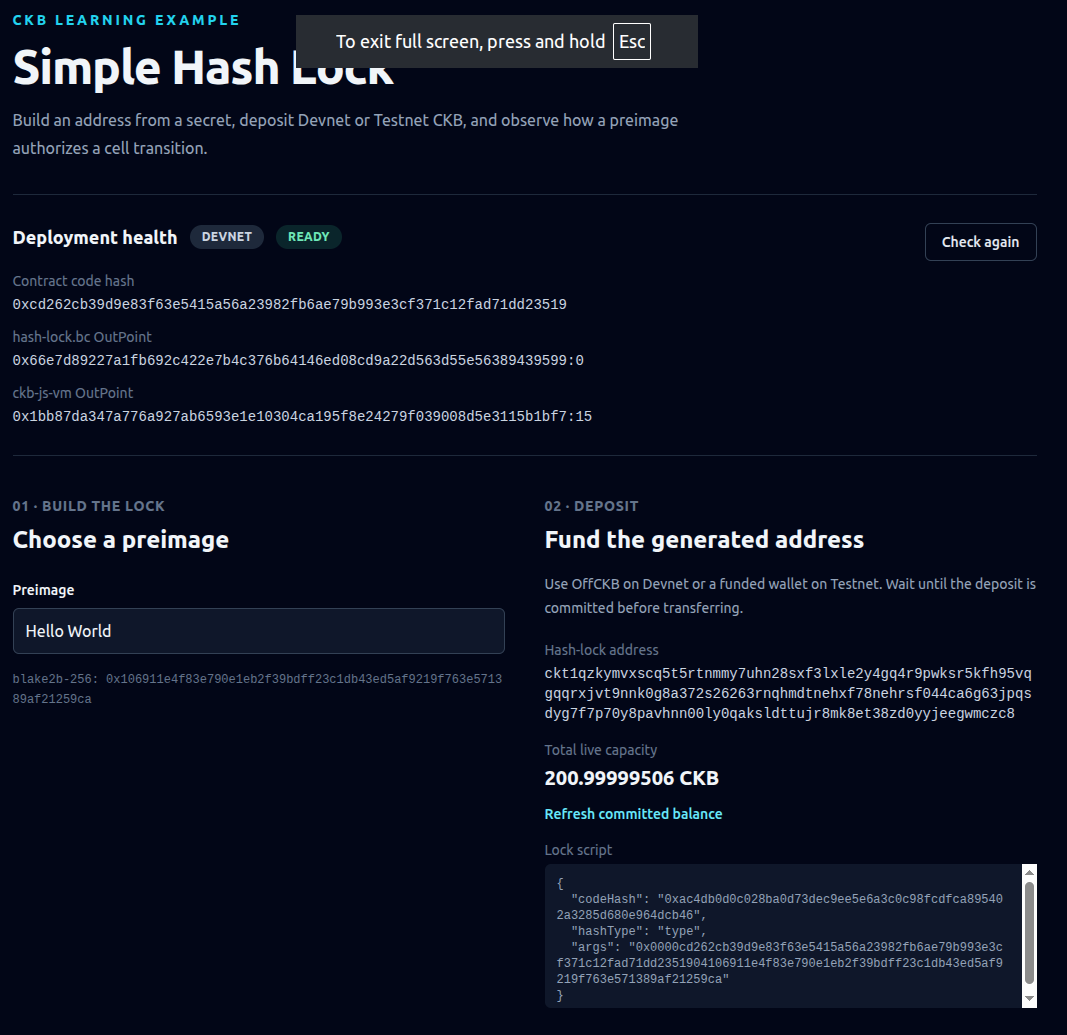 CKB LEARNING EXAMPLE
To exit full screen, press and hold Esc
Simple Hash Lock
Build an address from a secret, deposit Devnet or Testnet CKB, and observe how a preimage
authorizes a cell transition.
Deployment health DEVNET READY Check again
Contract code hash
0xcd262cb39d9e83f63e5415a56a23982fb6ae79b993e3cf371c12fad71dd23519
hash-lock.bc OutPoint
0x66e7d89227a1fb692c422e7b4c376b64146ed08cd9a22d563d55e56389439599:0
ckb-js-vm OutPoint
0x1bb87da347a776a927ab6593e1e10304ca195f8e24279f039008d5e3115b1bf7:15
01 · BUILD THE LOCK
Choose a preimage
Preimage
Hello World
blake2b-256: 0x106911e4f83e790e1eb2f39bdff23c1db43ed5af9219f763e5713
89af21259ca
02 · DEPOSIT
Fund the generated address
Use OffCKB on Devnet or a funded wallet on Testnet. Wait until the deposit is
committed before transferring.
Hash-lock address
ckt1qzkymvxscq5t5rtnmmy7uhn28sxf3lxle2y4gq4r9pwksr5kfh95vq
gqqrxjvt9nnk0g8a372s26263rnqhmdtnehxf78nehrsf044ca6g63jpqs
dyg7f7p70y8pavhnn00ly0qaksldttujr8mk8et38zd0yyjeegwmczc8
Total live capacity
200.99999506 CKB
Refresh committed balance
Lock script
{
"codeHash": "0xac4db0d0c028ba0d73dec9ee5e6a3c0c98fcdfca89540
2a3285d680e964dcb46",
"hashType": "type",
"args": "0x0000cd262cb39d9e83f63e5415a56a23982fb6ae79b993e3c
f371c12fad71dd2351904106911e4f83e790e1eb2f39bdff23c1db43ed5af9
219f763e571389af21259ca"
}